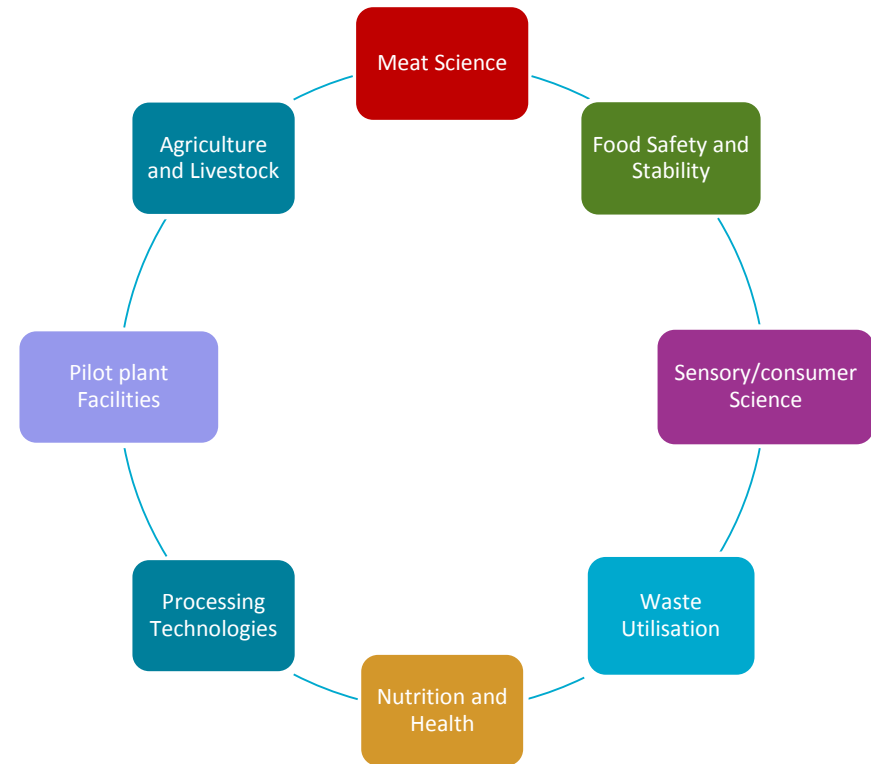 Meat Science
Food Safety and
Stability
Sensory/consumer
Science
Waste
Utilisation
Nutrition and
Health
Processing
Technologies
Pilot plant
Facilities
Agriculture
and Livestock